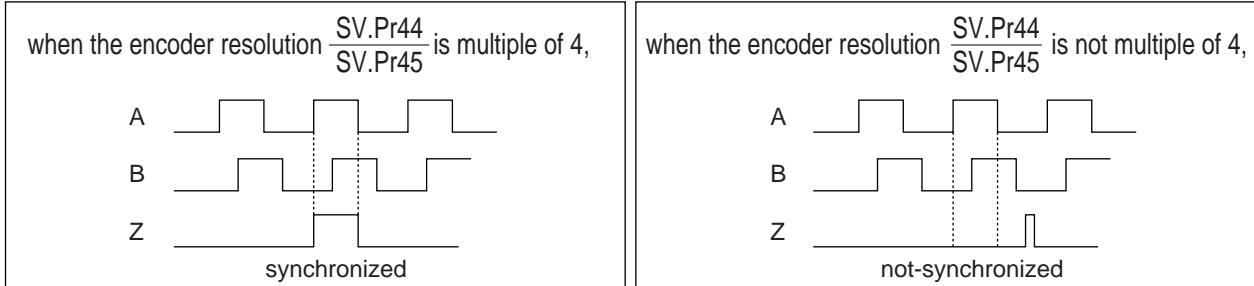 when the encoder resolution SV.Pr44/SV.Pr45 is multiple of 4,
A
B
Z
synchronized
when the encoder resolution SV.Pr44/SV.Pr45 is not multiple of 4,
A
B
Z
not-synchronized